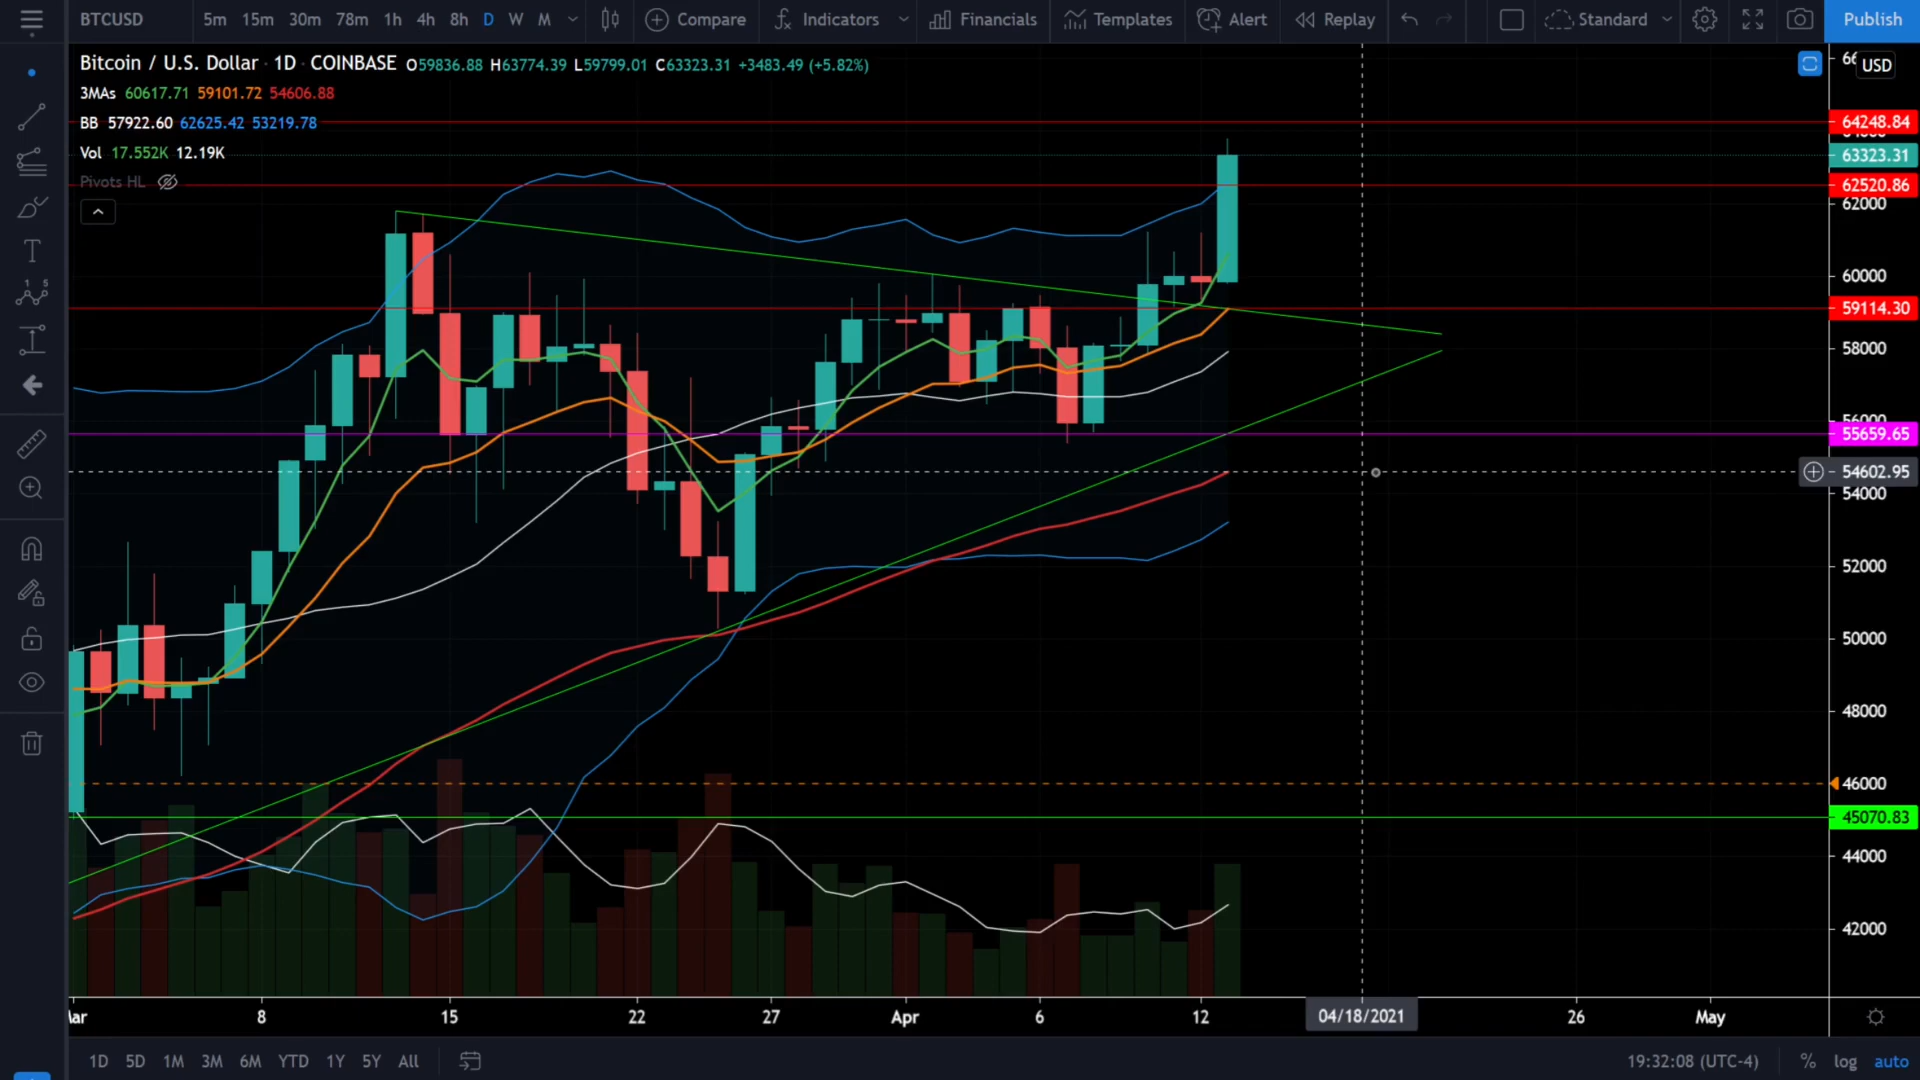 BTCUSD 5m 15m 30m 78m 1h 4h 8h D W M Compare Indicators Financials Templates Alert Replay Standard Publish
Bitcoin / U.S. Dollar · 1D · COINBASE O59836.88 H63774.39 L59799.01 C63323.31 +3483.49 (+5.82%)
USD
3MAs 60617.71 59101.72 54606.88
BB 57922.60 62625.42 53219.78
Vol 17.552K 12.19K
Pivots HL
64248.84
63323.31
62520.86
62000
60000
59114.30
58000
56000
55659.65
54602.95
54000
52000
50000
48000
46000
45070.83
44000
42000
8 15 22 27 Apr 6 12 04/18/2021 26 May
1D 5D 1M 3M 6M YTD 1Y 5Y All 19:32:08 (UTC-4) % log auto